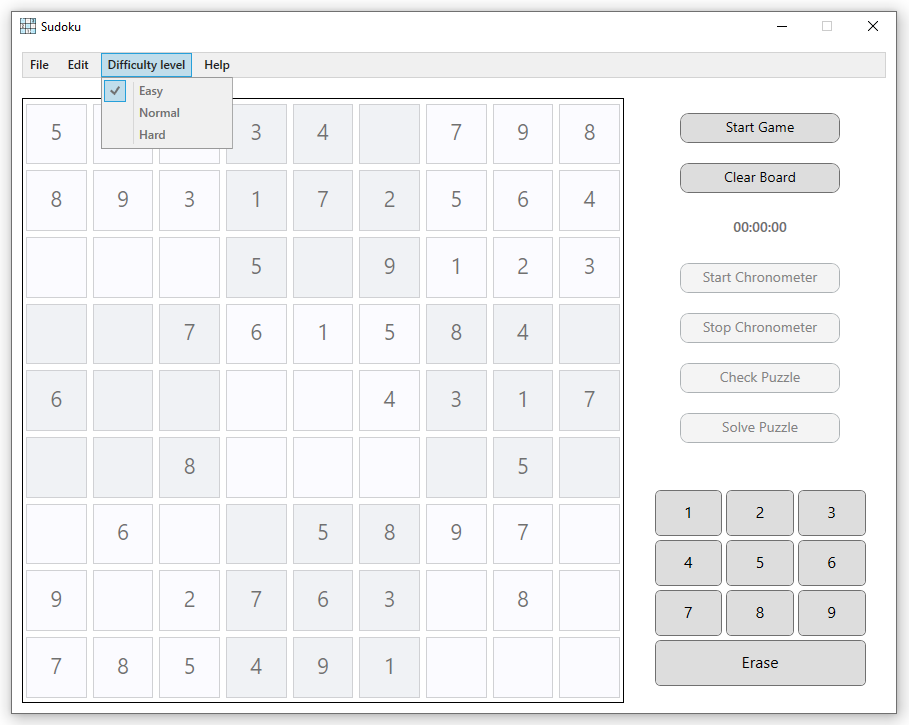 Sudoku
File Edit Difficulty level Help
Easy
Normal
Hard
5 3 4 7 9 8
8 9 3 1 7 2 5 6 4
5 9 1 2 3
7 6 1 5 8 4
6 4 3 1 7
8 5
6 5 8 9 7
9 2 7 6 3 8
7 8 5 4 9 1
Start Game
Clear Board
00:00:00
Start Chronometer
Stop Chronometer
Check Puzzle
Solve Puzzle
1 2 3
4 5 6
7 8 9
Erase